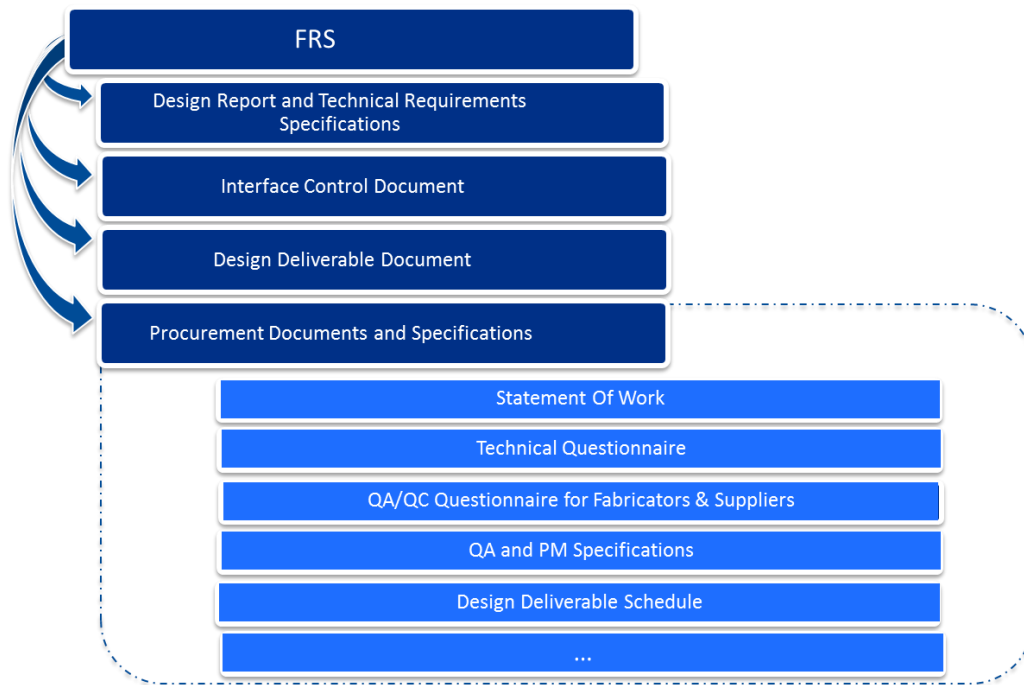 FRS
Design Report and Technical Requirements
Specifications
Interface Control Document
Design Deliverable Document
Procurement Documents and Specifications
Statement Of Work
Technical Questionnaire
QA/QC Questionnaire for Fabricators & Suppliers
QA and PM Specifications
Design Deliverable Schedule
...